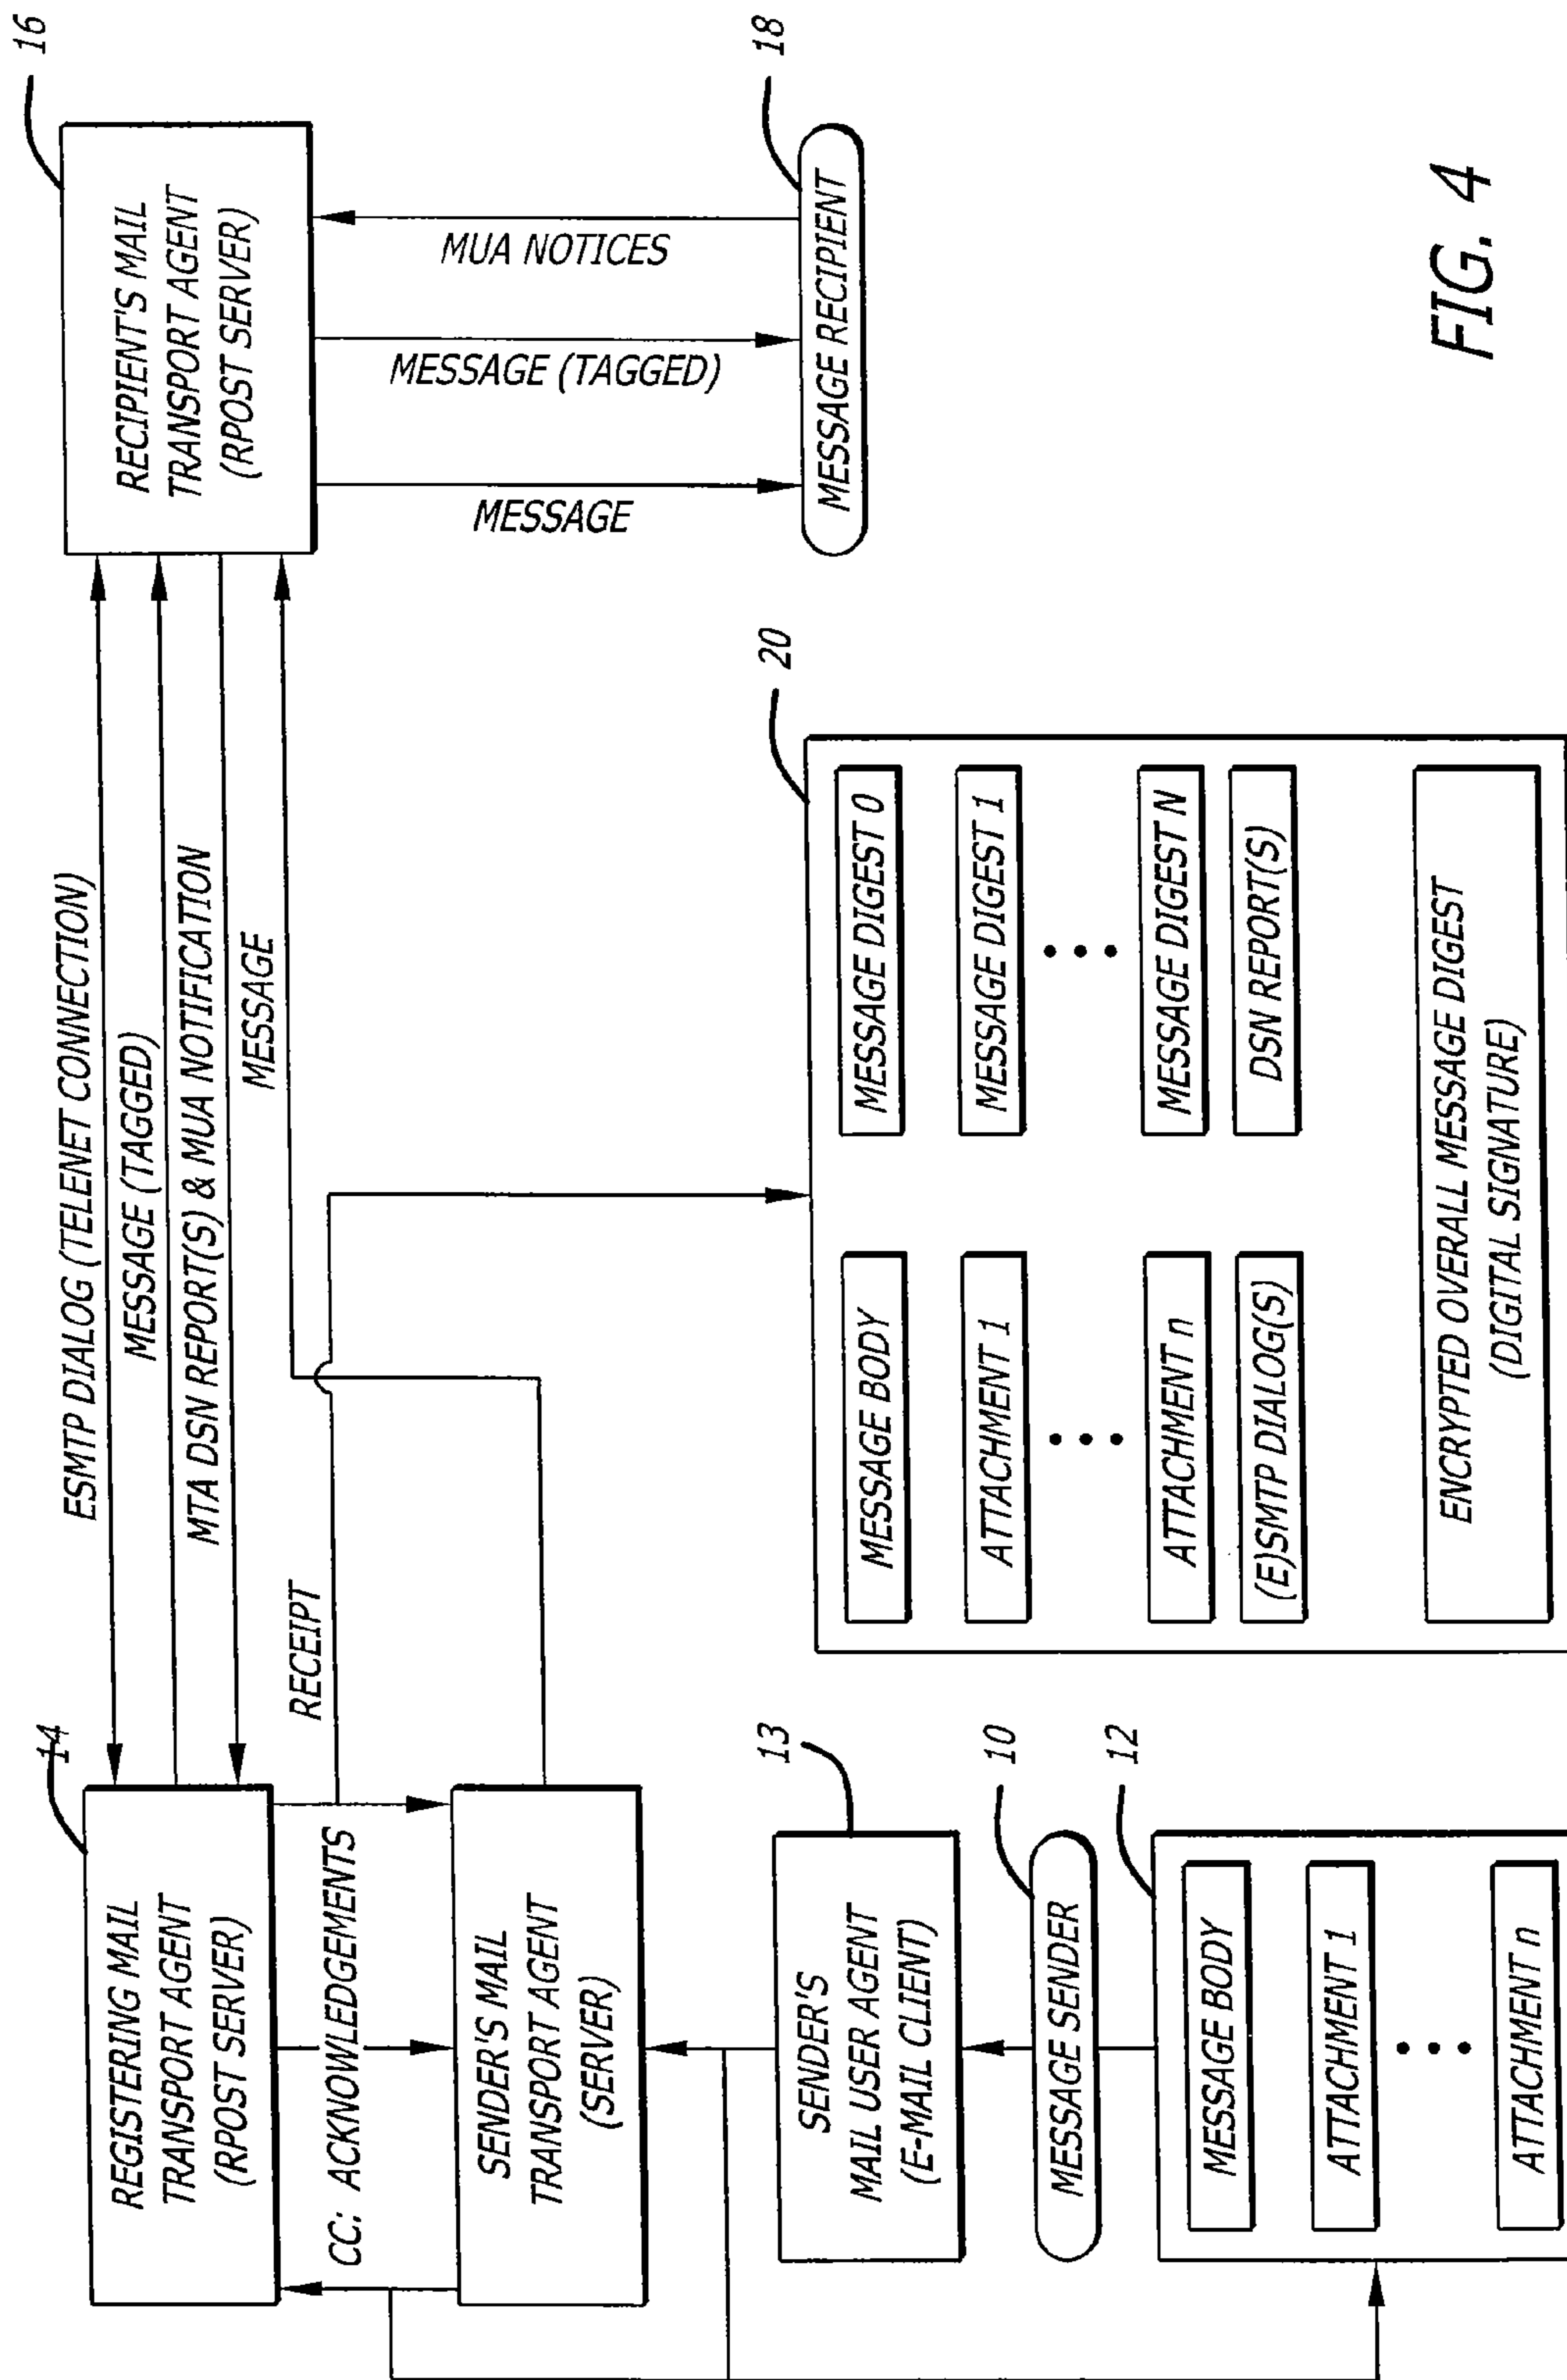 14
REGISTERING MAIL
TRANSPORT AGENT
(RPOST SERVER)
ESMTP DIALOG (TELENET CONNECTION)
MESSAGE (TAGGED)
MTA DSN REPORT(S) & MUA NOTIFICATION
MESSAGE
16
RECIPIENT'S MAIL
TRANSPORT AGENT
(RPOST SERVER)
CC:
ACKNOWLEDGEMENTS
RECEIPT
SENDER'S MAIL
TRANSPORT AGENT
(SERVER)
MESSAGE
MESSAGE (TAGGED)
MUA NOTICES
18
MESSAGE RECIPIENT
13
SENDER'S
MAIL USER AGENT
(E-MAIL CLIENT)
10
MESSAGE SENDER
12
MESSAGE BODY
ATTACHMENT 1
ATTACHMENT n
20
MESSAGE BODY
MESSAGE DIGEST 0
ATTACHMENT 1
MESSAGE DIGEST 1
ATTACHMENT n
MESSAGE DIGEST N
(E)SMTP DIALOG(S)
DSN REPORT(S)
ENCRYPTED OVERALL MESSAGE DIGEST
(DIGITAL SIGNATURE)
FIG. 4